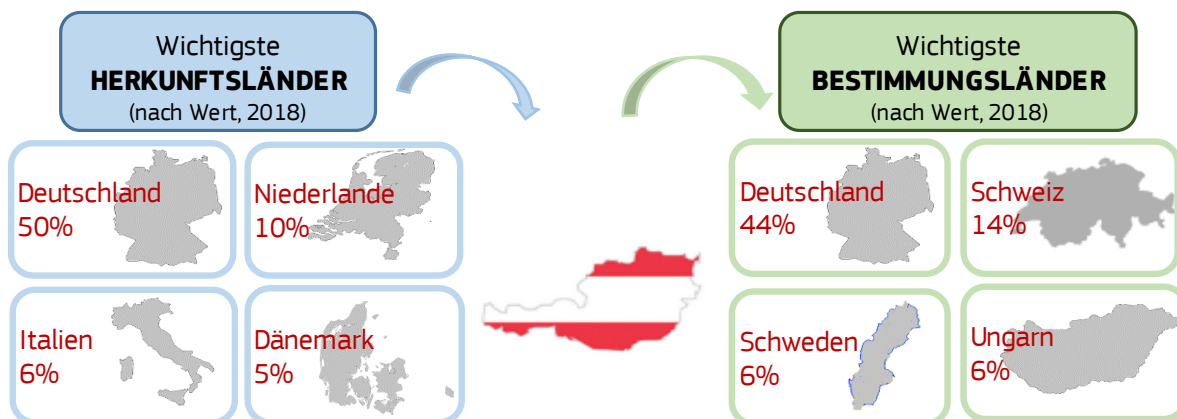 Wichtigste
HERKUNFTSLÄNDER
(nach Wert, 2018)
Deutschland
50%
Niederlande
10%
Italien
6%
Dänemark
5%
Wichtigste
BESTIMMUNGSLÄNDER
(nach Wert, 2018)
Deutschland
44%
Schweiz
14%
Schweden
6%
Ungarn
6%